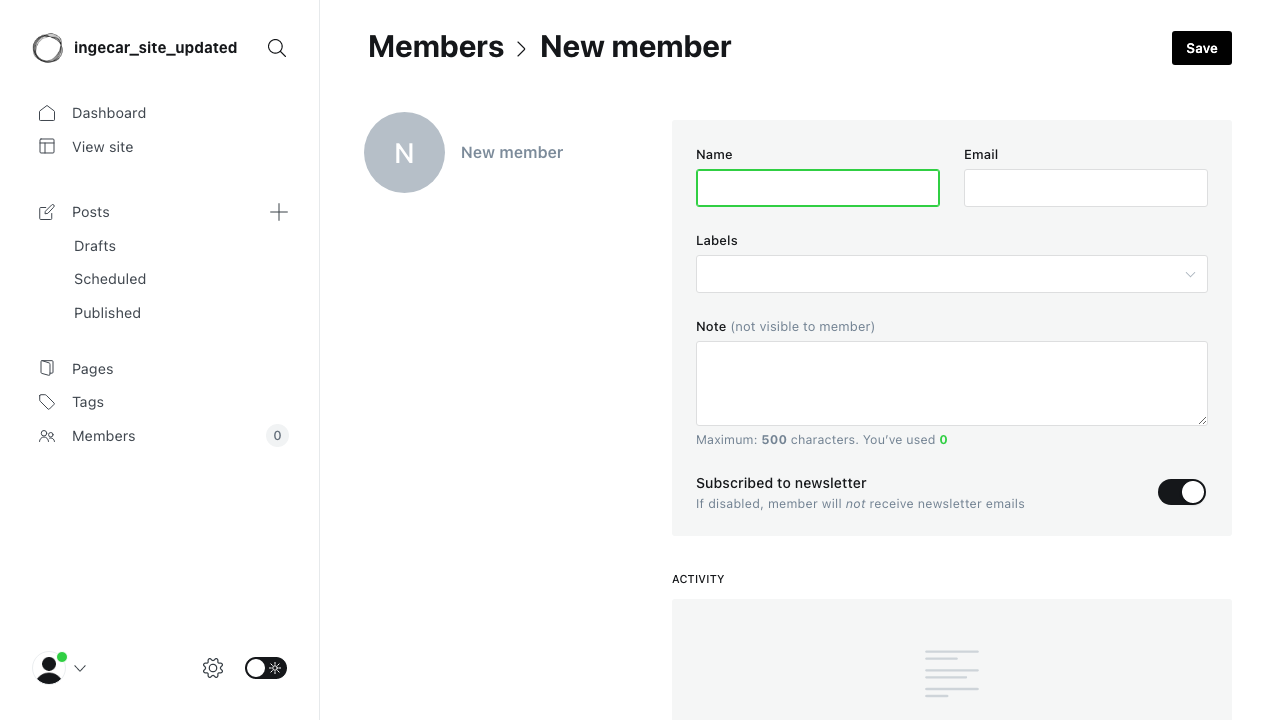 ingecar_site_updated
Dashboard
View site
Posts
Drafts
Scheduled
Published
Pages
Tags
Members 0
Members > New member
Save
N
New member
Name
Email
Labels
Note (not visible to member)
Maximum: 500 characters. You've used 0
Subscribed to newsletter
If disabled, member will not receive newsletter emails
ACTIVITY